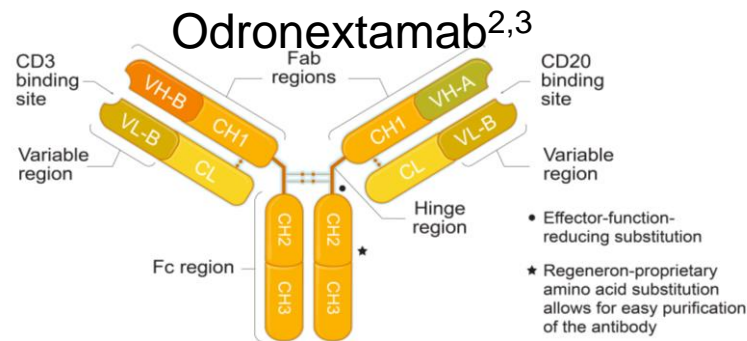 Odronextamab2,3
CD3
binding
site
Fab
regions
CD20
binding
site
VH-B
CH1
CH1
VH-A
VL-B
CL
CL
VL-B
Variable
region
Variable
region
Hinge
region
CH2
CH2
Fc region
CH3
CH3
• Effector-function-
reducing substitution
★ Regeneron-proprietary
amino acid substitution
allows for easy purification
of the antibody